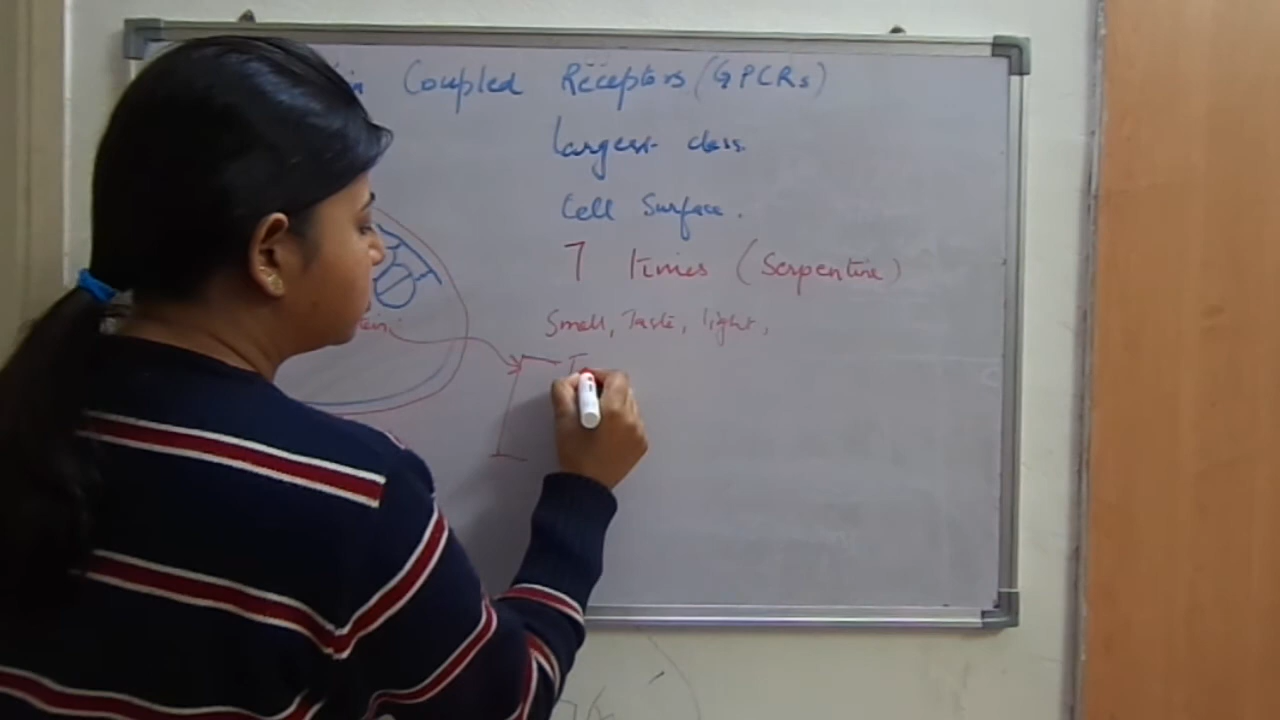 Coupled Receptors (GPCRs)
Largest class
Cell Surface.
7 times (Serpentine)
Smell, Taste, light,